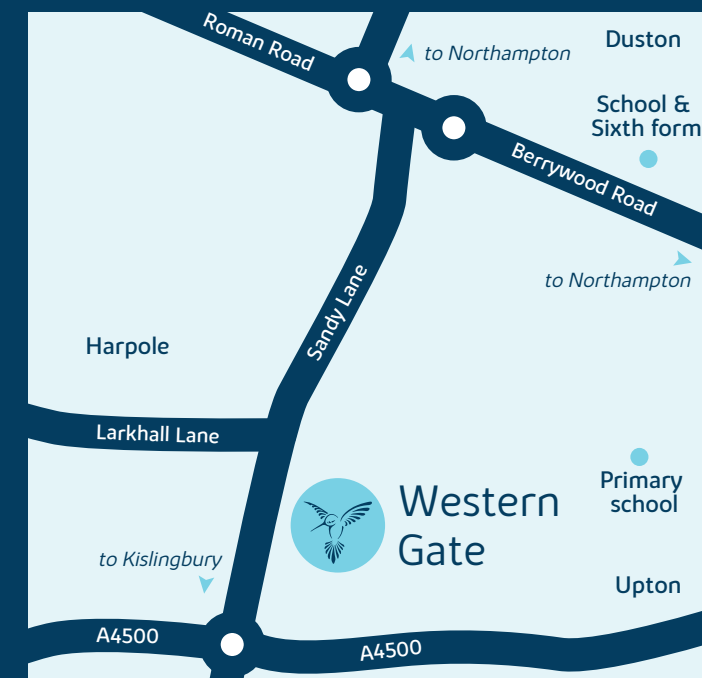 Roman Road
to Northampton
Duston
School &
Sixth form
Berrywood Road
to Northampton
Sandy Lane
Harpole
Larkhall Lane
Western
Gate
Primary
school
to Kislingbury
Upton
A4500
A4500